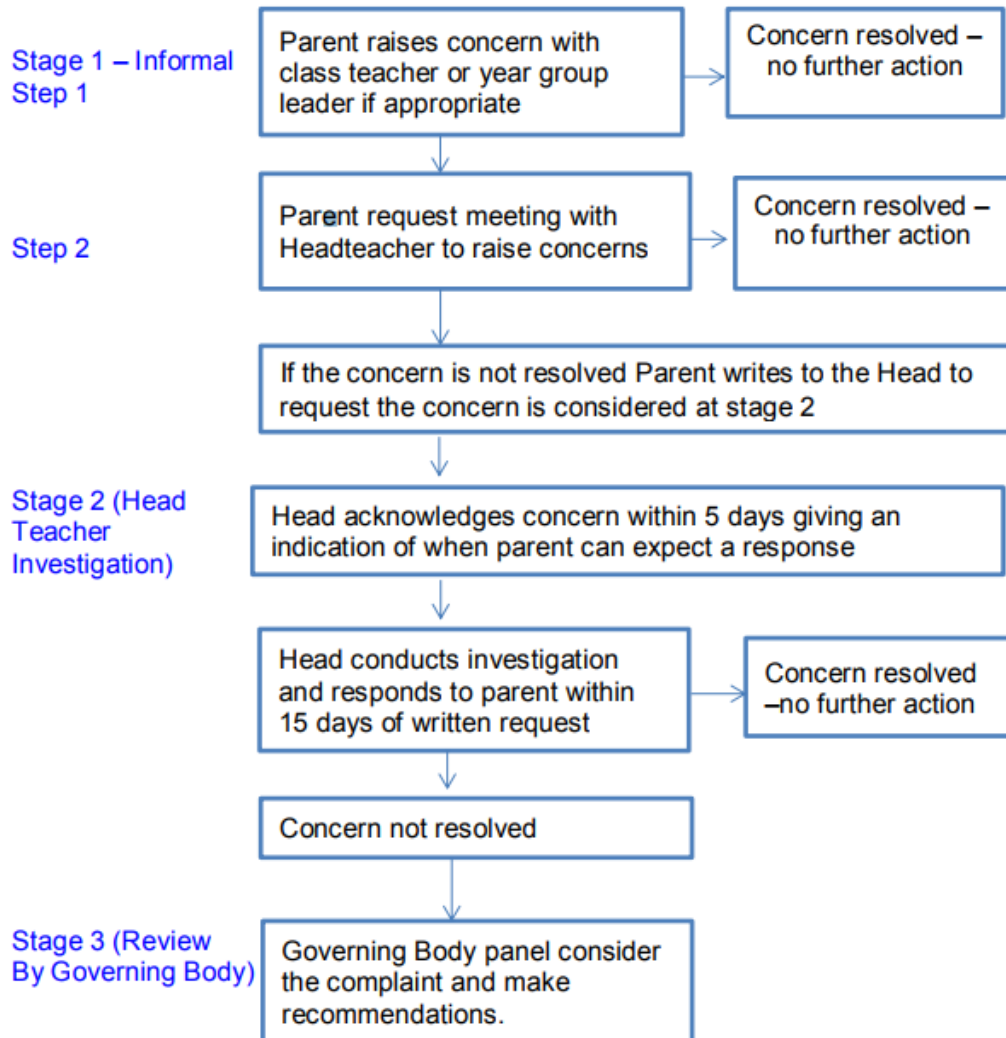 Stage 1 – Informal
Step 1
Parent raises concern with
class teacher or year group
leader if appropriate
Concern resolved –
no further action
Step 2
Parent request meeting with
Headteacher to raise concerns
Concern resolved –
no further action
If the concern is not resolved Parent writes to the Head to
request the concern is considered at stage 2
Stage 2 (Head
Teacher
Investigation)
Head acknowledges concern within 5 days giving an
indication of when parent can expect a response
Head conducts investigation
and responds to parent within
15 days of written request
Concern resolved
–no further action
Concern not resolved
Stage 3 (Review
By Governing Body)
Governing Body panel consider
the complaint and make
recommendations.